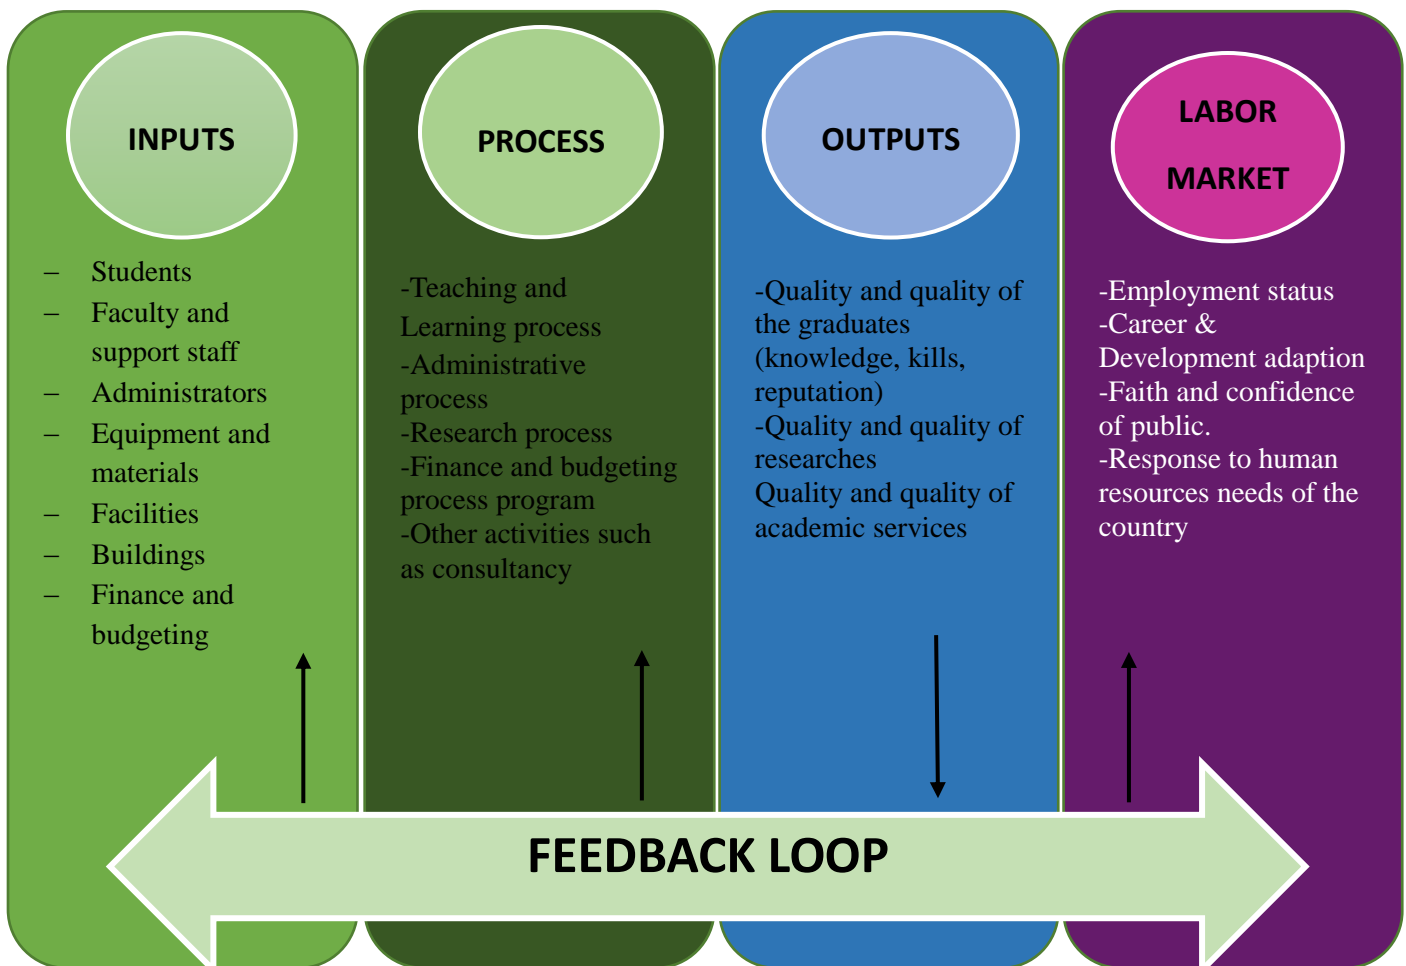 INPUTS
– Students
– Faculty and
support staff
– Administrators
– Equipment and
materials
– Facilities
– Buildings
– Finance and
budgeting
PROCESS
-Teaching and
Learning process
-Administrative
process
-Research process
-Finance and budgeting
process program
-Other activities such
as consultancy
OUTPUTS
-Quality and quality of
the graduates
(knowledge, kills,
reputation)
-Quality and quality of
researches
Quality and quality of
academic services
LABOR
MARKET
-Employment status
-Career &
Development adaption
-Faith and confidence
of public.
-Response to human
resources needs of the
country
FEEDBACK LOOP